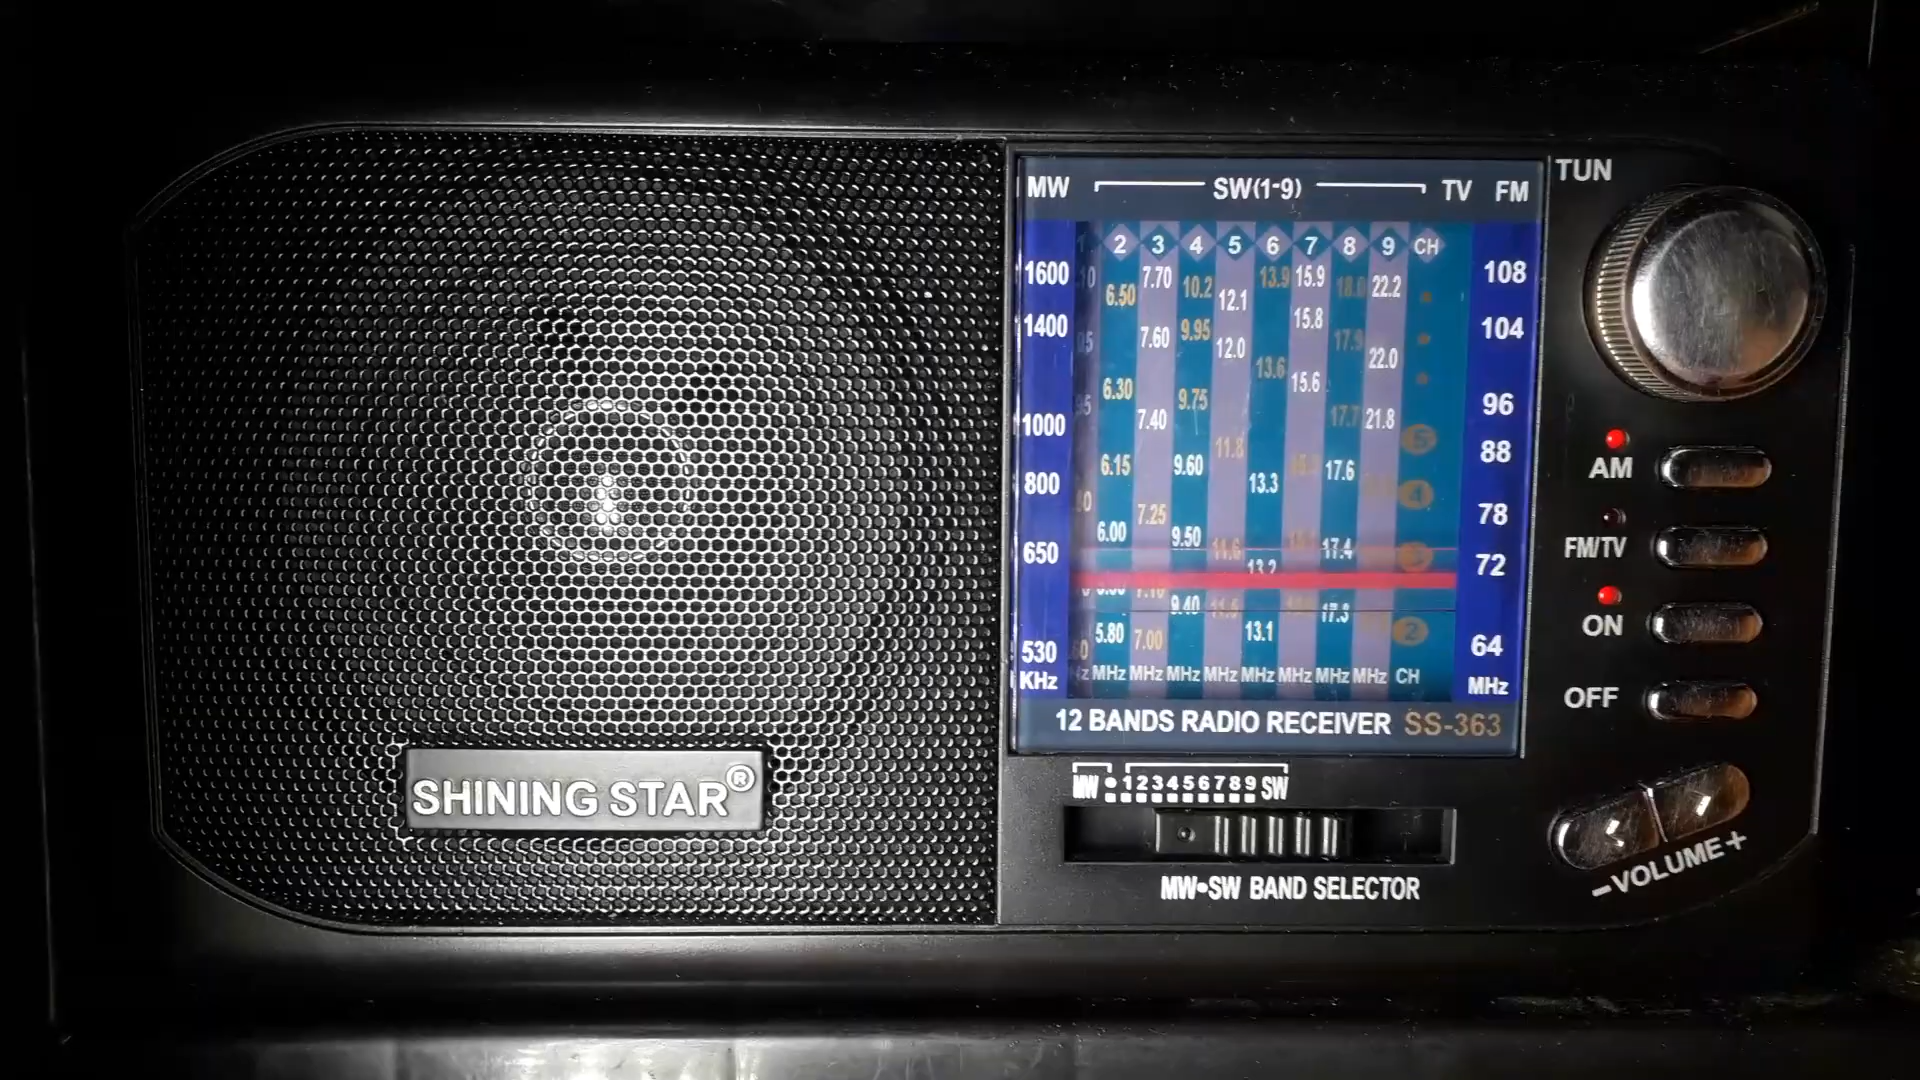 MW SW(1-9) TV FM
TUN
2 3 4 5 6 7 8 9 CH
1600 6.50 7.70 10.2 12.1 13.9 15.9 18.0 22.2 108
1400 7.60 9.95 12.0 15.8 17.9 22.0 104
6.30 9.75 13.6 15.6 96
1000 7.40 17.7 21.8
6.15 9.60 11.8 17.6 5 88
800 13.3 4
7.25 78
6.00 9.50 11.6 17.4
650 13.2 72
7.10 9.40 11.5 17.3
530 5.80 7.00 13.1 2 64
KHz MHz MHz MHz MHz MHz MHz MHz MHz CH MHz
12 BANDS RADIO RECEIVER SS-363
AM
FM/TV
ON
OFF
SHINING STAR®
MW 1 2 3 4 5 6 7 8 9 SW
MW•SW BAND SELECTOR
-VOLUME+